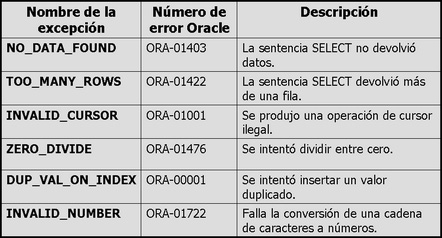 Nombre de la excepción Número de error Oracle Descripción
NO_DATA_FOUND ORA-01403 La sentencia SELECT no devolvió
datos.
TOO_MANY_ROWS ORA-01422 La sentencia SELECT devolvió más
de una fila.
INVALID_CURSOR ORA-01001 Se produjo una operación de cursor
ilegal.
ZERO_DIVIDE ORA-01476 Se intentó dividir entre cero.
DUP_VAL_ON_INDEX ORA-00001 Se intentó insertar un valor
duplicado.
INVALID_NUMBER ORA-01722 Falla la conversión de una cadena
de caracteres a números.